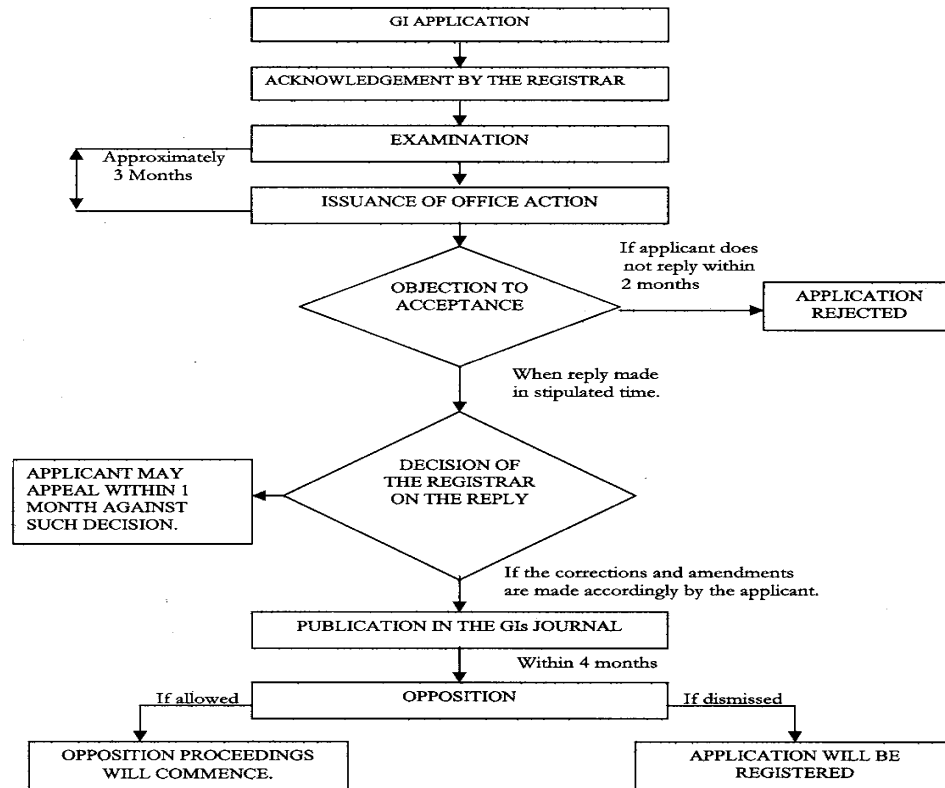 GI APPLICATION
ACKNOWLEDGEMENT BY THE REGISTRAR
EXAMINATION
Approximately
3 Months
ISSUANCE OF OFFICE ACTION
If applicant does
not reply within
2 months
OBJECTION TO
ACCEPTANCE
APPLICATION
REJECTED
When reply made
in stipulated time.
DECISION OF
THE REGISTRAR
ON THE REPLY
APPLICANT MAY
APPEAL WITHIN 1
MONTH AGAINST
SUCH DECISION.
If the corrections and amendments
are made accordingly by the applicant.
PUBLICATION IN THE GIs JOURNAL
Within 4 months
OPPOSITION
If allowed
If dismissed
OPPOSITION PROCEEDINGS
WILL COMMENCE.
APPLICATION WILL BE
REGISTERED